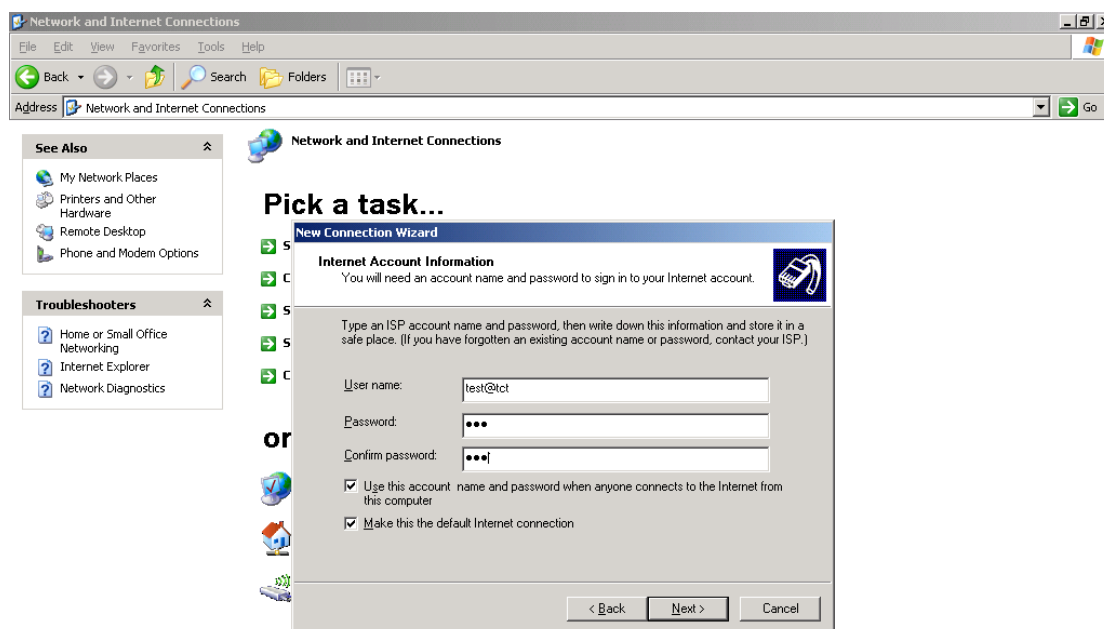 Network and Internet Connections
File Edit View Favorites Tools Help
Back Search Folders
Address Network and Internet Connections Go
See Also
My Network Places
Printers and Other
Hardware
Remote Desktop
Phone and Modem Options
Troubleshooters
Home or Small Office
Networking
Internet Explorer
Network Diagnostics
Network and Internet Connections
Pick a task...
S
C
S
S
C
or
New Connection Wizard
Internet Account Information
You will need an account name and password to sign in to your Internet account.
Type an ISP account name and password, then write down this information and store it in a
safe place. (If you have forgotten an existing account name or password, contact your ISP.)
User name: test@tct
Password: •••
Confirm password: •••
Use this account name and password when anyone connects to the Internet from
this computer
Make this the default Internet connection
< Back Next > Cancel